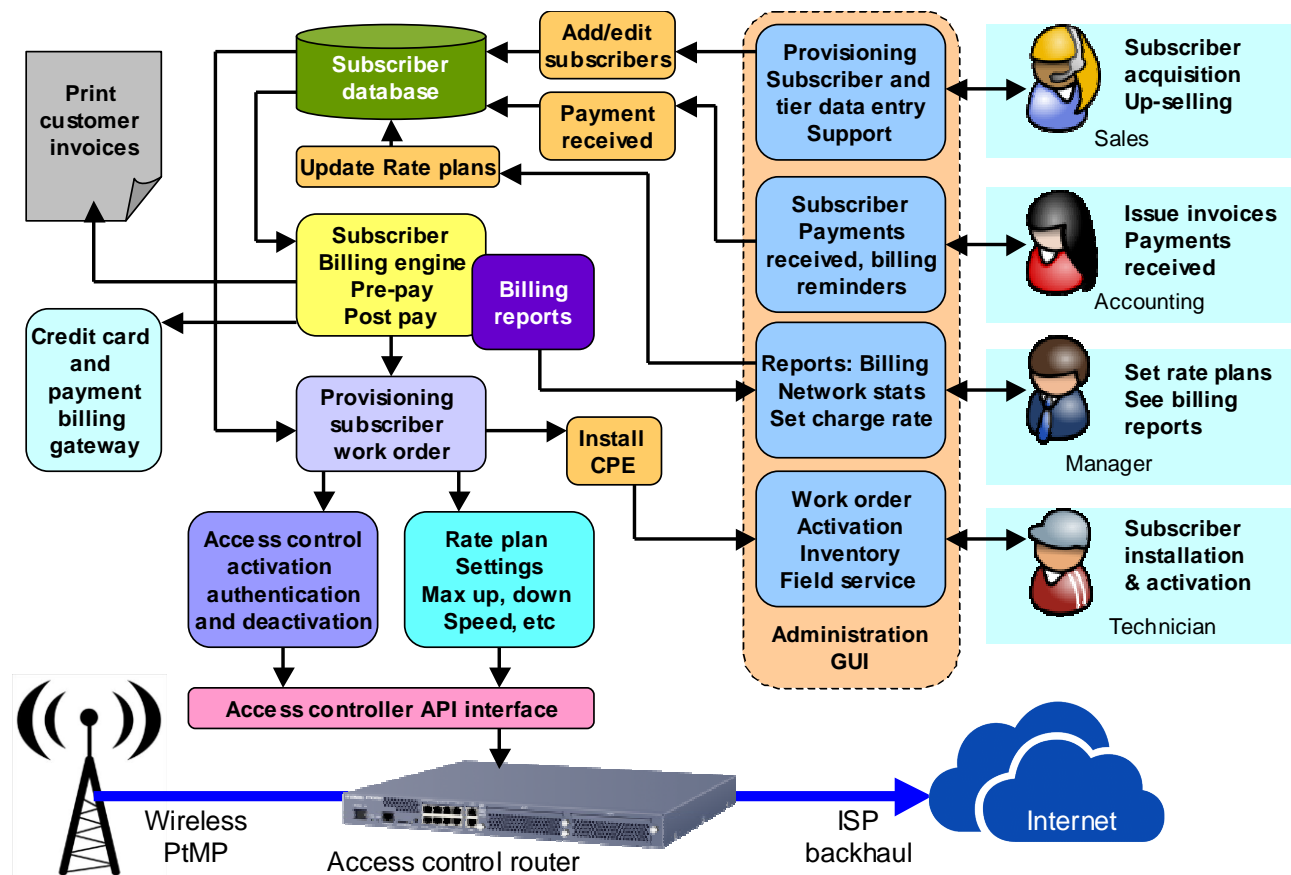 Print
customer
invoices
Subscriber
database
Add/edit
subscribers
Payment
received
Update Rate plans
Subscriber
Billing engine
Pre-pay
Post pay
Billing
reports
Credit card
and
payment
billing
gateway
Provisioning
subscriber
work order
Install
CPE
Access control
activation
authentication
and deactivation
Rate plan
Settings
Max up, down
Speed, etc
Access controller API interface
Provisioning
Subscriber and
tier data entry
Support
Subscriber
Payments
received, billing
reminders
Reports: Billing
Network stats
Set charge rate
Work order
Activation
Inventory
Field service
Administration
GUI
Subscriber
acquisition
Up-selling
Sales
Issue invoices
Payments
received
Accounting
Set rate plans
See billing
reports
Manager
Subscriber
installation
& activation
Technician
Wireless
PtMP
Access control router
ISP
backhaul
Internet